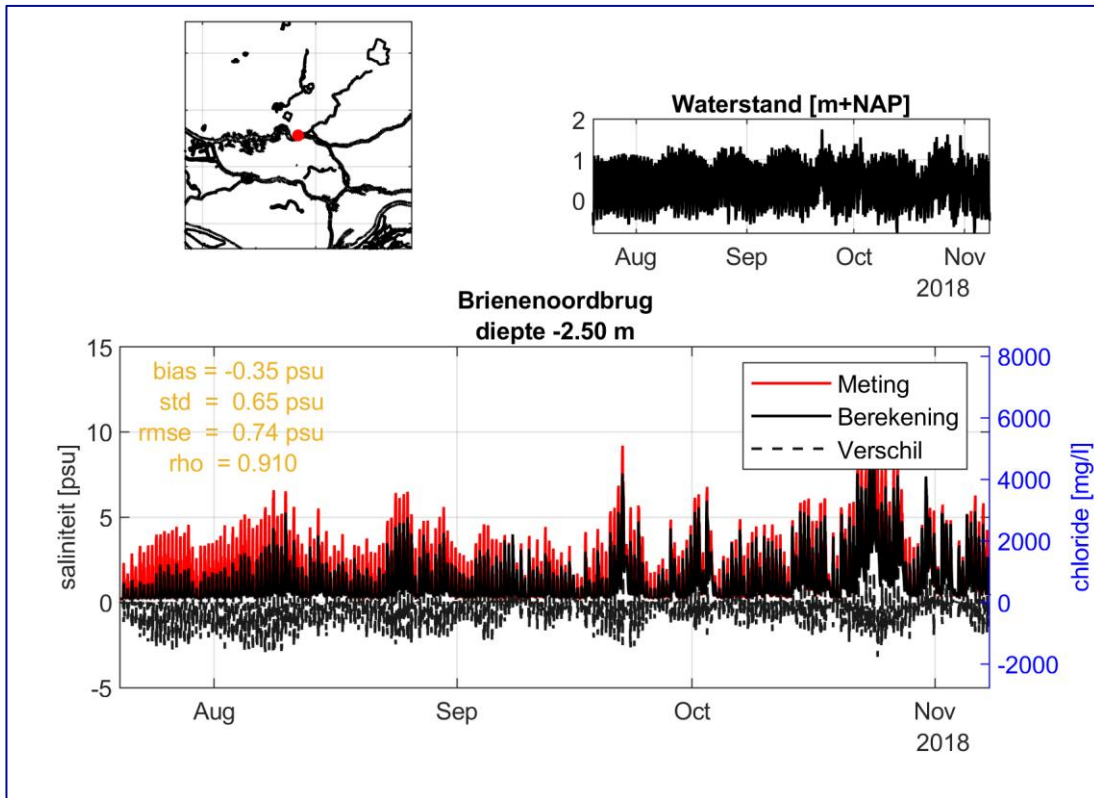 Waterstand [m+NAP]
2
1
0
Aug Sep Oct Nov
2018
Brienenoordbrug
diepte -2.50 m
15
10
5
0
-5
saliniteit [psu]
bias = -0.35 psu
std = 0.65 psu
rmse = 0.74 psu
rho = 0.910
Meting
Berekening
Verschil
8000
6000
4000
2000
0
-2000
chloride [mg/l]
Aug Sep Oct Nov
2018